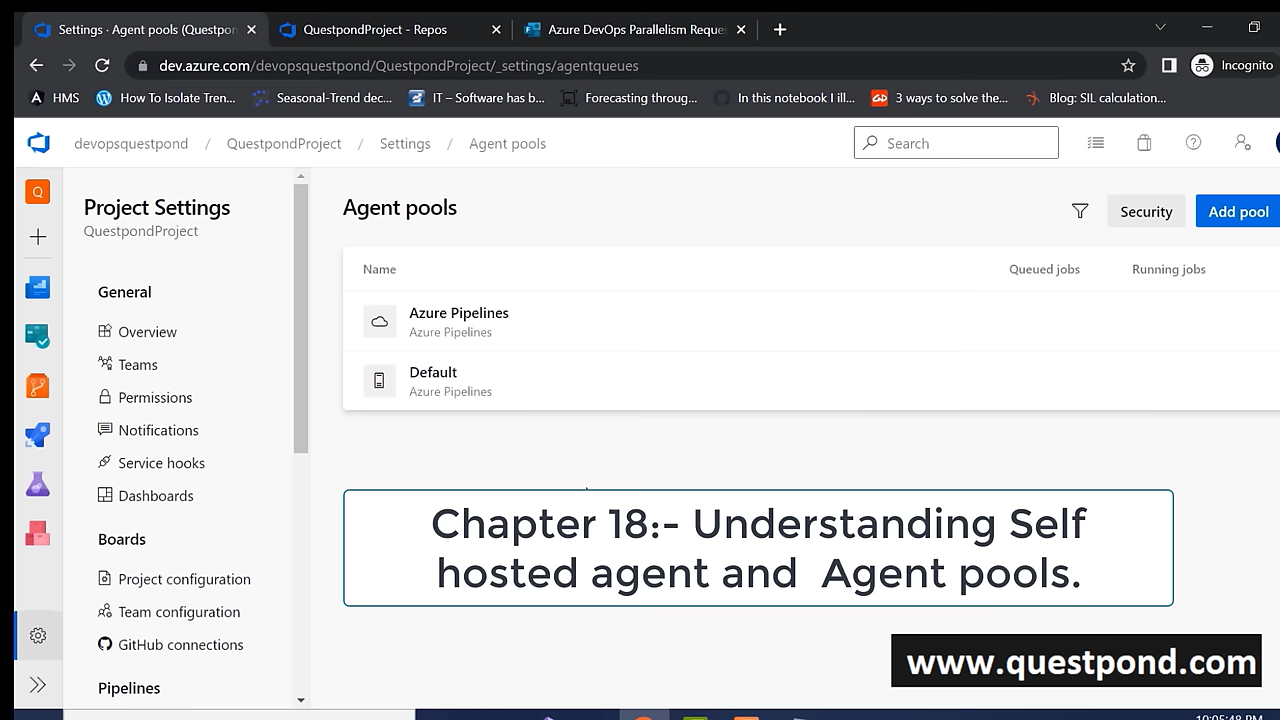 Settings · Agent pools (Questpon
QuestpondProject - Repos
Azure DevOps Parallelism Reque
dev.azure.com/devopsquestpond/QuestpondProject/_settings/agentqueues
Incognito
HMS
How To Isolate Tren...
Seasonal-Trend dec...
IT – Software has b...
Forecasting throug...
In this notebook I ill...
3 ways to solve the...
Blog: SIL calculation...
devopsquestpond / QuestpondProject / Settings / Agent pools
Search
Q
Project Settings
QuestpondProject
General
Overview
Teams
Permissions
Notifications
Service hooks
Dashboards
Boards
Project configuration
Team configuration
GitHub connections
Pipelines
Agent pools
Security
Add pool
Name
Queued jobs
Running jobs
Azure Pipelines
Azure Pipelines
Default
Azure Pipelines
Chapter 18:- Understanding Self
hosted agent and Agent pools.
www.questpond.com
10:05:48 PM